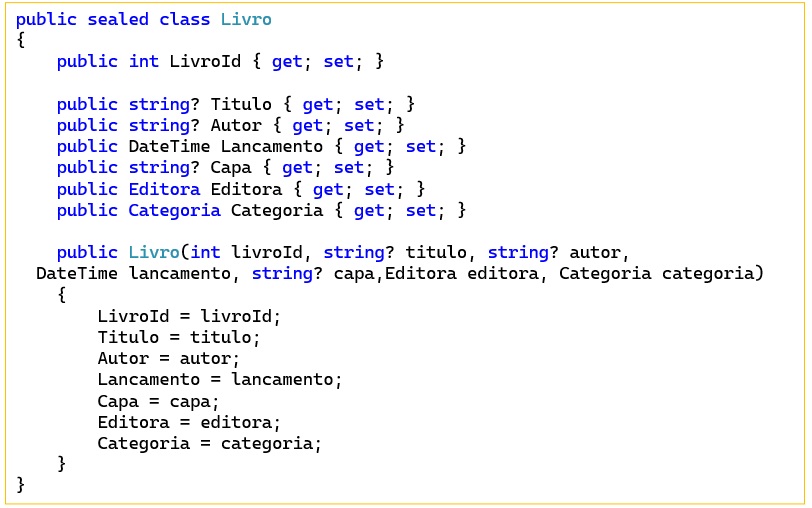 public sealed class Livro
{
    public int LivroId { get; set; }

    public string? Titulo { get; set; }
    public string? Autor { get; set; }
    public DateTime Lancamento { get; set; }
    public string? Capa { get; set; }
    public Editora Editora { get; set; }
    public Categoria Categoria { get; set; }

    public Livro(int livroId, string? titulo, string? autor,
  DateTime lancamento, string? capa,Editora editora, Categoria categoria)
    {
        LivroId = livroId;
        Titulo = titulo;
        Autor = autor;
        Lancamento = lancamento;
        Capa = capa;
        Editora = editora;
        Categoria = categoria;
    }
}